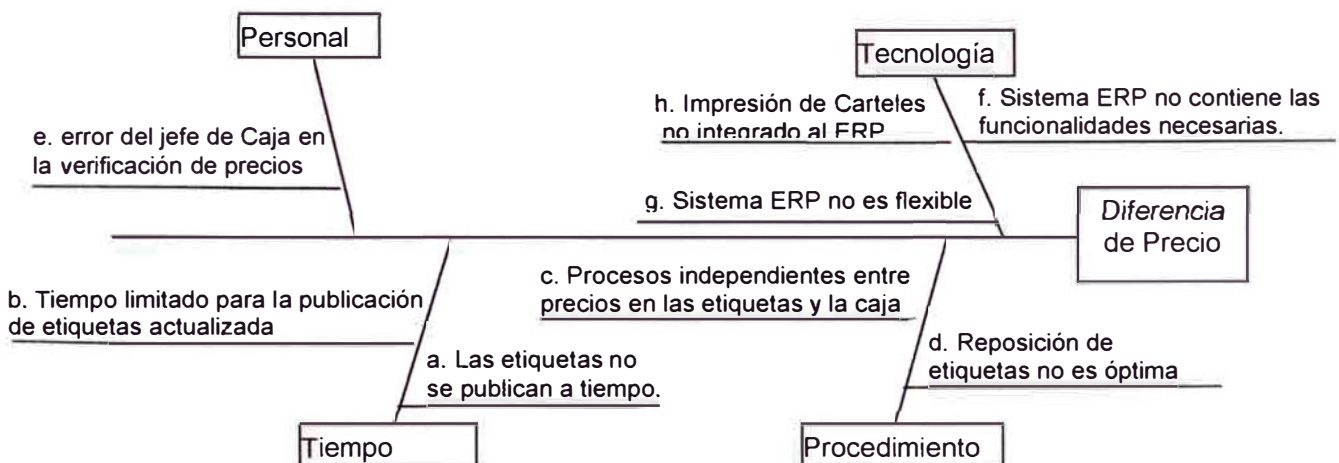 Personal
Tecnología
h. Impresión de Carteles
no integrado al ERP
f. Sistema ERP no contiene las
funcionalidades necesarias.
e. error del jefe de Caja en
la verificación de precios
g. Sistema ERP no es flexible
Diferencia
de Precio
c. Procesos independientes entre
precios en las etiquetas y la caja
b. Tiempo limitado para la publicación
de etiquetas actualizada
a. Las etiquetas no
se publican a tiempo.
d. Reposición de
etiquetas no es óptima
Tiempo
Procedimiento